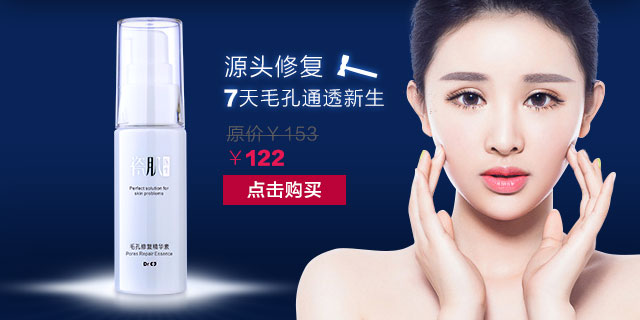 源头修复
7天毛孔通透新生
原价￥153
￥122
点击购买
肌
Perfect solution for
skin problems
毛孔修复精华素
Pores Repair Essence